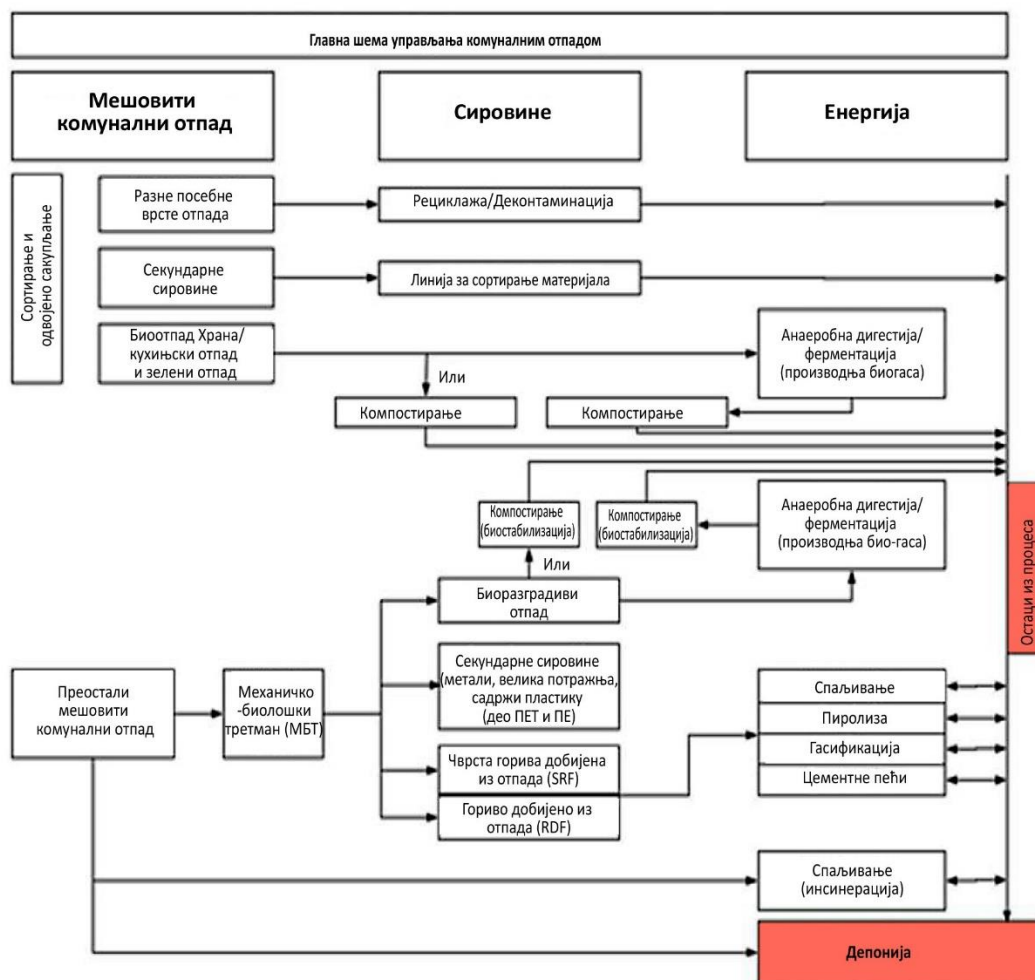 Главна шема управљања комуналним отпадом
Мешовити
комунални отпад
Сировине
Енергија
Сортирање и
одвојено сакупљање
Разне посебне
врсте отпада
Рециклажа/Деконтаминација
Секундарне
сировине
Линија за сортирање материјала
Биоотпад Храна/
кухињски отпад
и зелени отпад
Анаеробна дигестија/
ферментација
(производња биогаса)
Или
Компостирање
Компостирање
Компостирање
(биостабилизација)
Компостирање
(биостабилизација)
Анаеробна дигестија/
ферментација
(производња био-гаса)
Остаци из процеса
Или
Биоразградиви
отпад
Секундарне сировине
(метали, велика потражња,
садржи пластику
(део ПЕТ и ПЕ)
Преостали
мешовити
комунални отпад
Механичко
-биолошки
третман (МБТ)
Спаљивање
Пиролиза
Гасификација
Цементне пећи
Чврста горива добијена
из отпада (SRF)
Гориво добијено из
отпада (RDF)
Спаљивање
(инсинерација)
Депонија